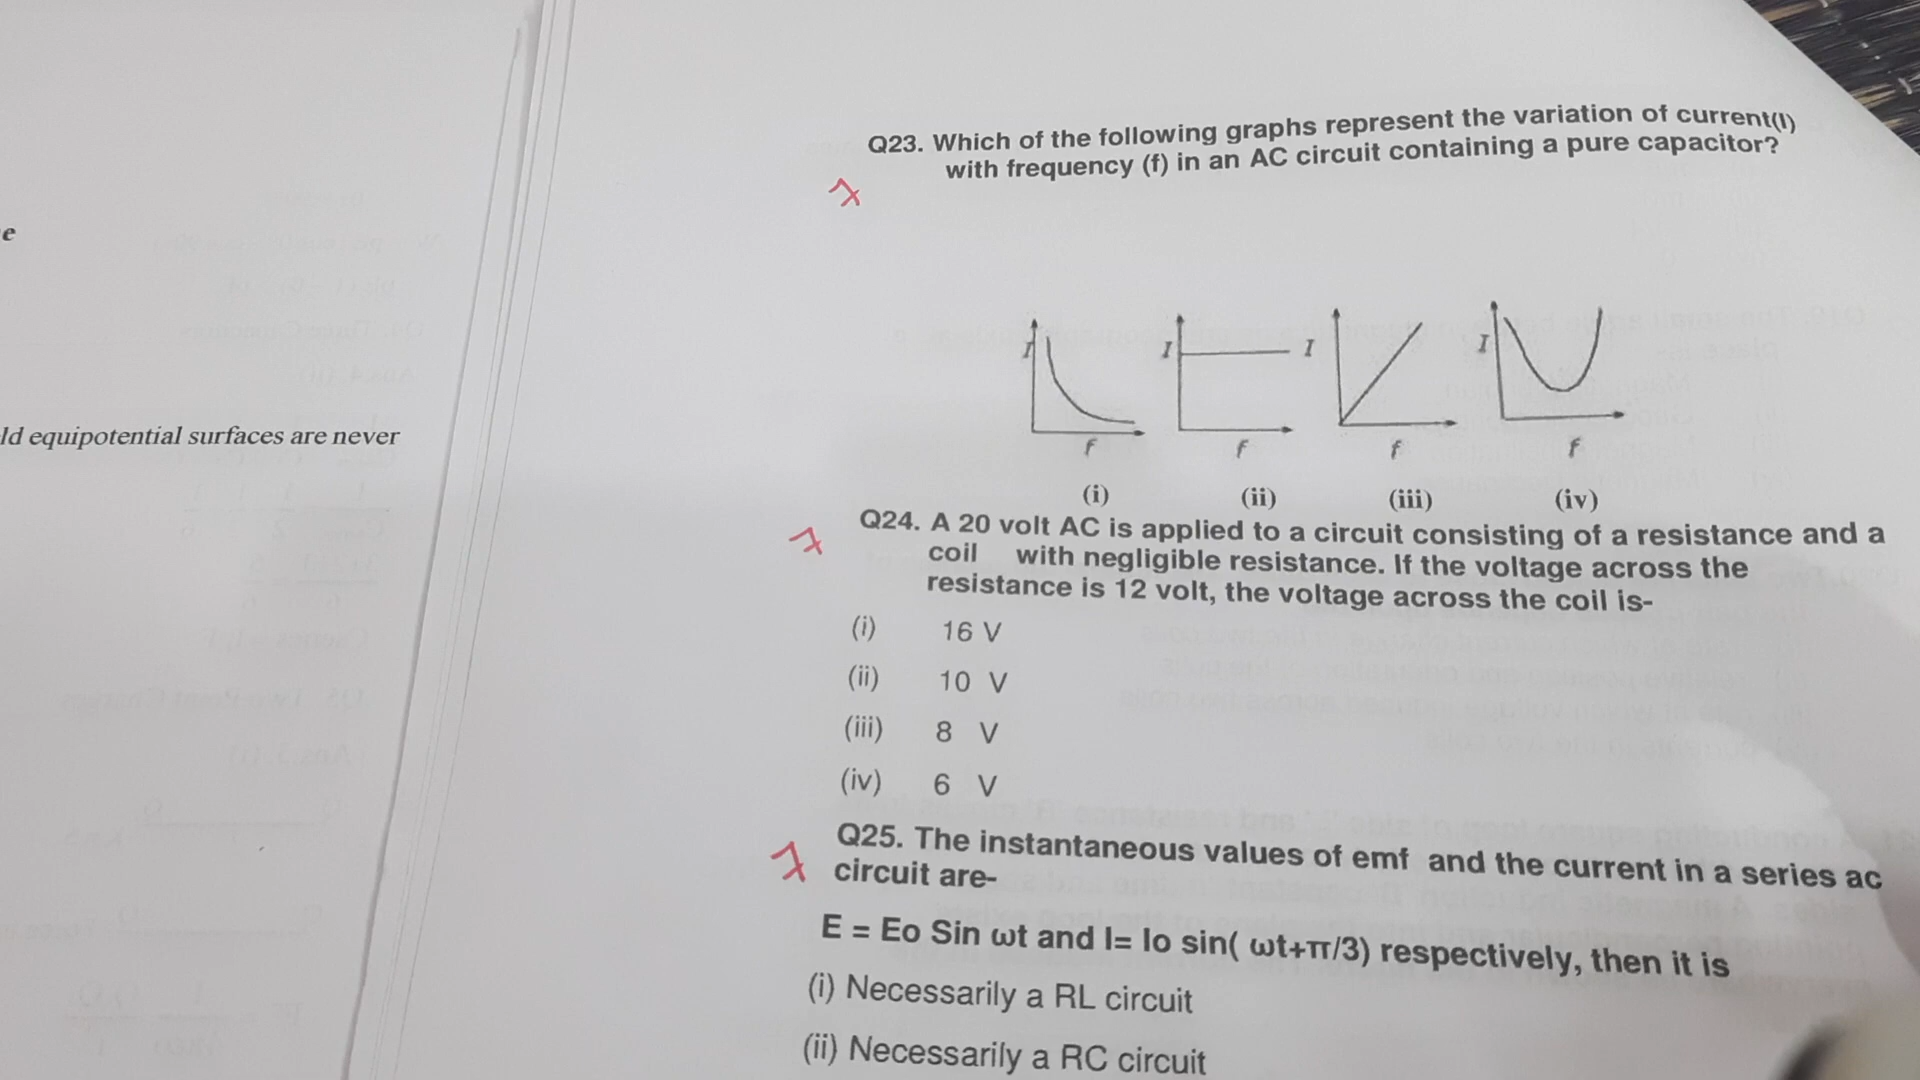 e
ld equipotential surfaces are never
Q23. Which of the following graphs represent the variation of current(I)
with frequency (f) in an AC circuit containing a pure capacitor?
I I I I
f f f f
(i) (ii) (iii) (iv)
Q24. A 20 volt AC is applied to a circuit consisting of a resistance and a
coil with negligible resistance. If the voltage across the
resistance is 12 volt, the voltage across the coil is-
(i) 16 V
(ii) 10 V
(iii) 8 V
(iv) 6 V
Q25. The instantaneous values of emf and the current in a series ac
circuit are-
E = Eo Sin ωt and I= Io sin( ωt+π/3) respectively, then it is
(i) Necessarily a RL circuit
(ii) Necessarily a RC circuit